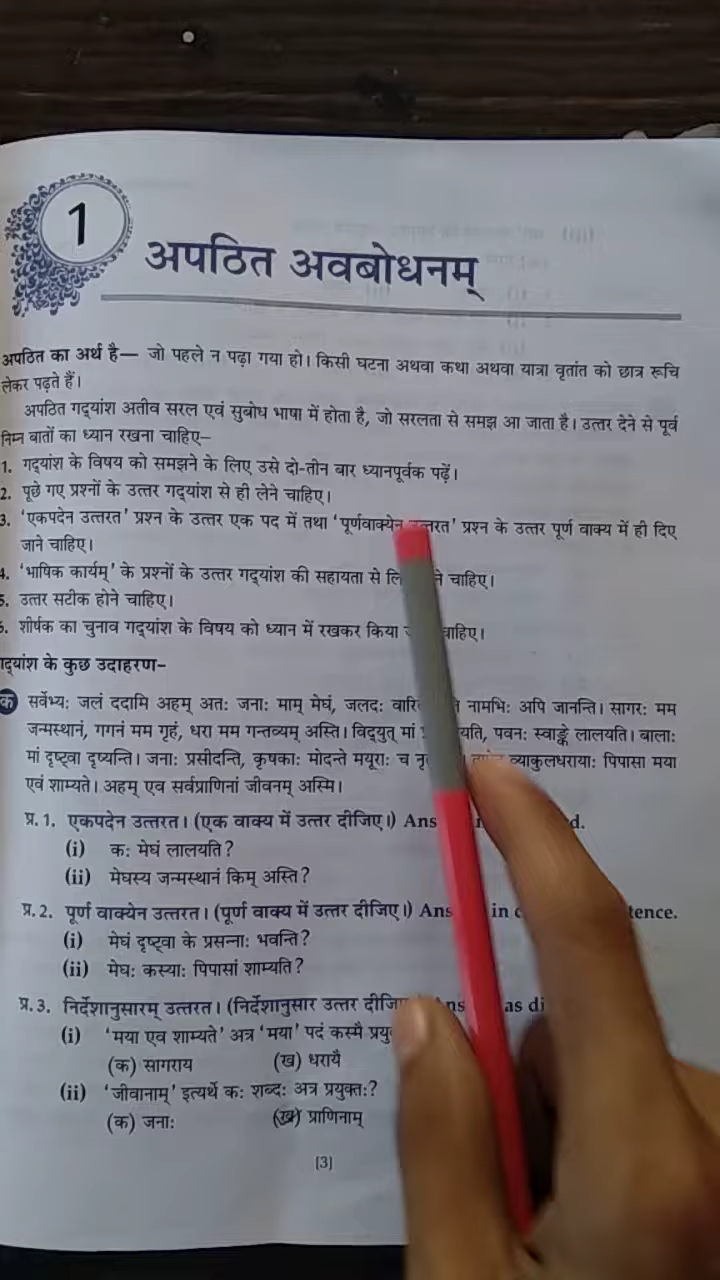 1
अपठित अवबोधनम्
अपठित का अर्थ है— जो पहले न पढ़ा गया हो। किसी घटना अथवा कथा अथवा यात्रा वृतांत को छात्र रूचि
लेकर पढ़ते हैं।
अपठित गद्‌यांश अतीव सरल एवं सुबोध भाषा में होता है, जो सरलता से समझ आ जाता है। उत्तर देने से पूर्व
निम्न बातों का ध्यान रखना चाहिए–
1. गद्‌यांश के विषय को समझने के लिए उसे दो-तीन बार ध्यानपूर्वक पढ़ें।
2. पूछे गए प्रश्नों के उत्तर गद्‌यांश से ही लेने चाहिए।
3. 'एकपदेन उत्तरत' प्रश्न के उत्तर एक पद में तथा 'पूर्णवाक्येन उत्तरत' प्रश्न के उत्तर पूर्ण वाक्य में ही दिए
जाने चाहिए।
4. 'भाषिक कार्यम्' के प्रश्नों के उत्तर गद्‌यांश की सहायता से चाहिए।
5. उत्तर सटीक होने चाहिए।
6. शीर्षक का चुनाव गद्‌यांश के विषय को ध्यान में रखकर किया चाहिए।
गद्‌यांश के कुछ उदाहरण–
क सर्वेभ्य: जलं ददामि अहम् अत: जना: माम् मेघं, जलद: नामभि: अपि जानन्ति। सागर: मम
जन्मस्थानं, गगनं मम गृहं, धरा मम गन्तव्यम् अस्ति। विद्‌युत् मां पवन: स्वाङ्के लालयति। बाला:
मां दृष्ट्वा दृष्यन्ति। जना: प्रसीदन्ति, कृषका: मोदन्ते मयूरा: च व्याकुलधराया: पिपासा मया
एवं शाम्यते। अहम् एव सर्वप्राणिनां जीवनम् अस्मि।
प्र. 1. एकपदेन उत्तरत। (एक वाक्य में उत्तर दीजिए।)
(i) क: मेघं लालयति?
(ii) मेघस्य जन्मस्थानं किम् अस्ति?
प्र. 2. पूर्ण वाक्येन उत्तरत। (पूर्ण वाक्य में उत्तर दीजिए।) in
(i) मेघं दृष्ट्वा के प्रसन्ना: भवन्ति?
(ii) मेघ: कस्या: पिपासां शाम्यति?
प्र. 3. निर्देशानुसारम् उत्तरत। (निर्देशानुसार उत्तर as
(i) 'मया एव शाम्यते' अत्र 'मया' पदं कस्मै
(क) सागराय (ख) धरायै
(ii) 'जीवानाम्' इत्यर्थे क: शब्द: अत्र प्रयुक्त:?
(क) जना: (ख) प्राणिनाम्
[3]